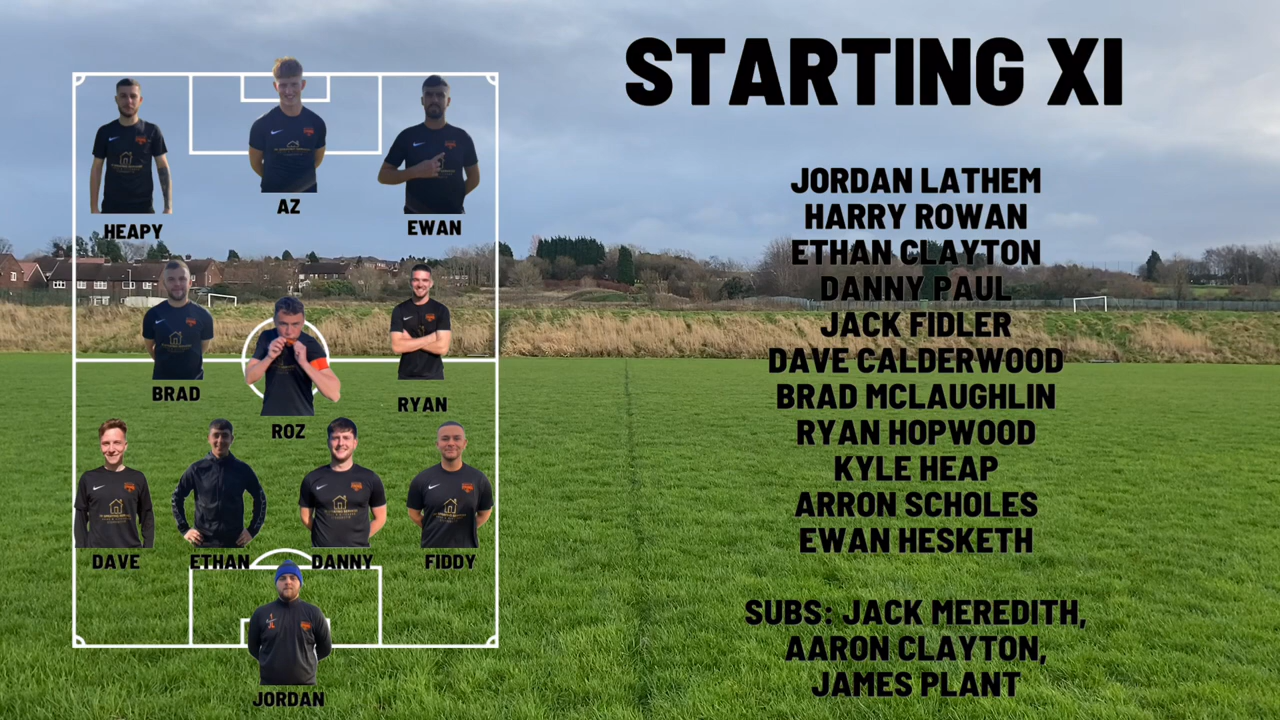 STARTING XI
HEAPY
AZ
EWAN
BRAD
ROZ
RYAN
DAVE
ETHAN
DANNY
FIDDY
JORDAN
JORDAN LATHEM
HARRY ROWAN
ETHAN CLAYTON
DANNY PAUL
JACK FIDLER
DAVE CALDERWOOD
BRAD MCLAUGHLIN
RYAN HOPWOOD
KYLE HEAP
ARRON SCHOLES
EWAN HESKETH
SUBS: JACK MEREDITH,
AARON CLAYTON,
JAMES PLANT